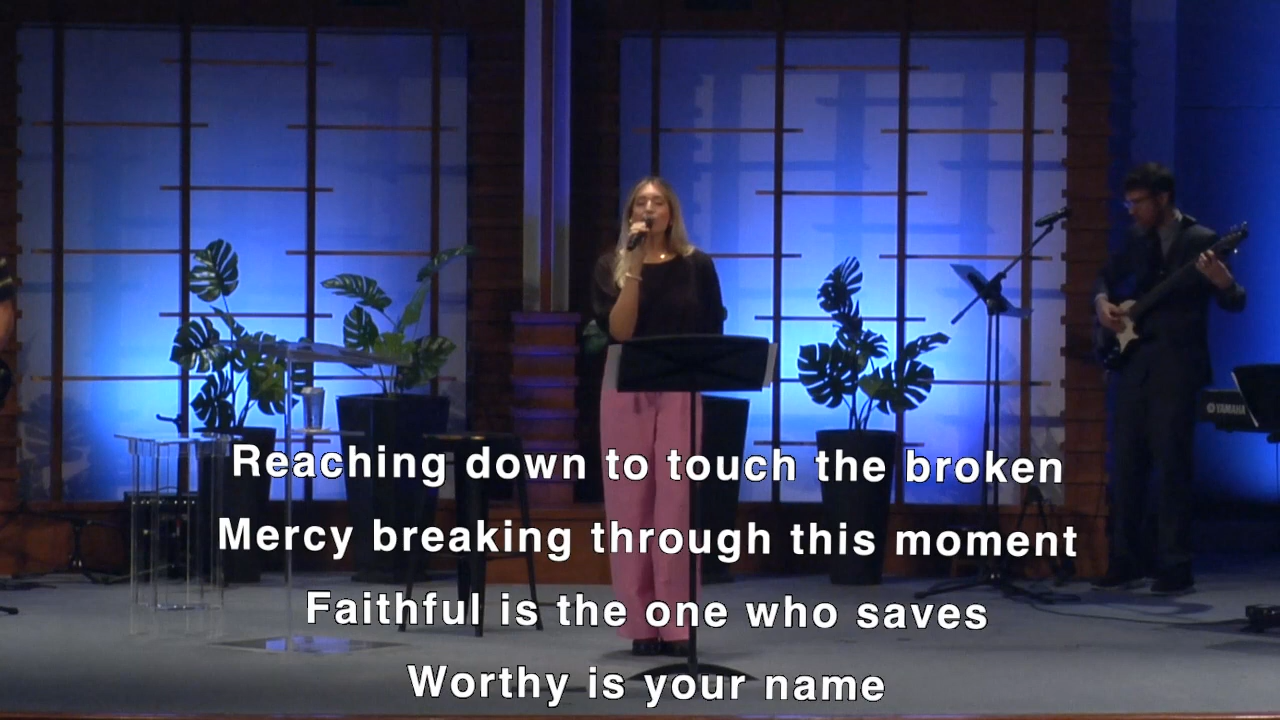 YAMAHA
Reaching down to touch the broken
Mercy breaking through this moment
Faithful is the one who saves
Worthy is your name